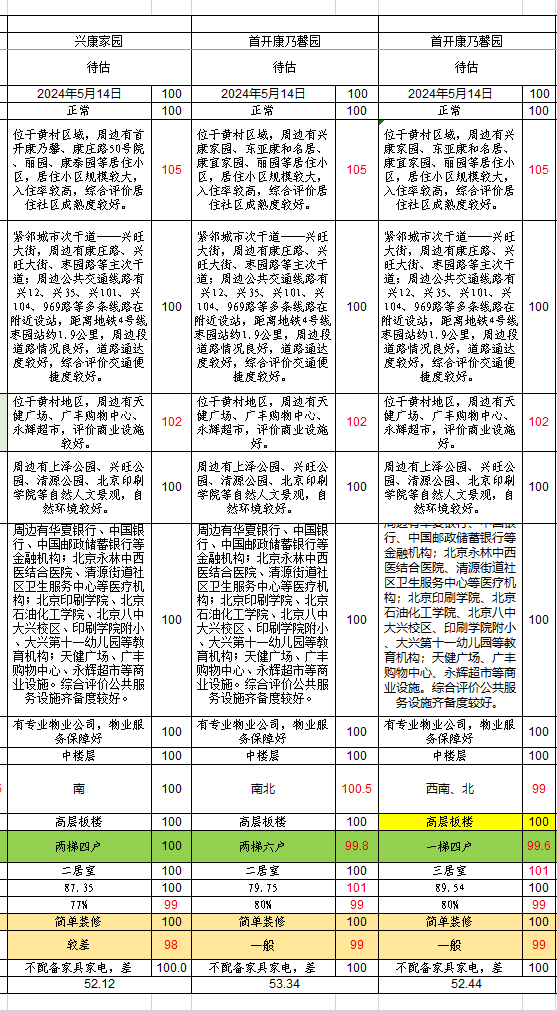 兴康家园 首开康乃馨园 首开康乃馨园
待估 待估 待估
2024年5月14日 100 2024年5月14日 100 2024年5月14日 100
正常 100 正常 100 正常 100
位于黄村区域，周边有首
开康乃馨、康庄路50号院
、丽园、康泰园等居住小
区，居住小区规模较大，
入住率较高，综合评价居
住社区成熟度较好。
105
位于黄村区域，周边有兴
康家园、东亚康和名居、
康宜家园、丽园等居住小
区，居住小区规模较大，
入住率较高，综合评价居
住社区成熟度较好。
105
位于黄村区域，周边有兴
康家园、东亚康和名居、
康宜家园、丽园等居住小
区，居住小区规模较大，
入住率较高，综合评价居
住社区成熟度较好。
105
紧邻城市次干道——兴旺
大街，周边有康庄路、兴
旺大街、枣园路等主次干
道；周边公共交通线路有
兴12、兴35、兴101、兴
104、969路等多条线路在
附近设站，距离地铁4号线
枣园站约1.9公里，周边段
道路情况良好，道路通达
度较好，综合评价交通便
捷度较好。
100
紧邻城市次干道——兴旺
大街，周边有康庄路、兴
旺大街、枣园路等主次干
道；周边公共交通线路有
兴12、兴35、兴101、兴
104、969路等多条线路在
附近设站，距离地铁4号线
枣园站约1.9公里，周边段
道路情况良好，道路通达
度较好，综合评价交通便
捷度较好。
100
紧邻城市次干道——兴旺
大街，周边有康庄路、兴
旺大街、枣园路等主次干
道；周边公共交通线路有
兴12、兴35、兴101、兴
104、969路等多条线路在
附近设站，距离地铁4号线
枣园站约1.9公里，周边段
道路情况良好，道路通达
度较好，综合评价交通便
捷度较好。
100
位于黄村地区，周边有天
健广场、广丰购物中心、
永辉超市，评价商业设施
较好。
102
位于黄村地区，周边有天
健广场、广丰购物中心、
永辉超市，评价商业设施
好。
102
位于黄村地区，周边有天
健广场、广丰购物中心、
永辉超市，评价商业设施
好。
102
周边有上泽公园、兴旺公
园、清源公园、北京印刷
学院等自然人文景观，自
然环境较好。
100
周边有上泽公园、兴旺公
园、清源公园、北京印刷
学院等自然人文景观，自
然环境较好。
100
周边有上泽公园、兴旺公
园、清源公园、北京印刷
学院等自然人文景观，自
然环境较好。
100
周边有华夏银行、中国银
行、中国邮政储蓄银行等
金融机构；北京永林中西
医结合医院、清源街道社
区卫生服务中心等医疗机
构；北京印刷学院、北京
石油化工学院、北京八中
大兴校区、印刷学院附小
、大兴第十一幼儿园等教
育机构；天健广场、广丰
购物中心、永辉超市等商
业设施。综合评价公共服
务设施齐备度较好。
100
周边有华夏银行、中国银
行、中国邮政储蓄银行等
金融机构；北京永林中西
医结合医院、清源街道社
区卫生服务中心等医疗机
构；北京印刷学院、北京
石油化工学院、北京八中
大兴校区、印刷学院附小
、大兴第十一幼儿园等教
育机构；天健广场、广丰
购物中心、永辉超市等商
业设施。综合评价公共服
务设施齐备度较好。
100
周边有华夏银行、中国银
行、中国邮政储蓄银行等
金融机构；北京永林中西
医结合医院、清源街道社
区卫生服务中心等医疗机
构；北京印刷学院、北京
石油化工学院、北京八中
大兴校区、印刷学院附小
、大兴第十一幼儿园等教
育机构；天健广场、广丰
购物中心、永辉超市等商
业设施。综合评价公共服
务设施齐备度较好。
100
有专业物业公司，物业服
务保障好
100
有专业物业公司，物业服
务保障好
100
有专业物业公司，物业服
务保障好
100
中楼层 100 中楼层 100 中楼层 100
南 100 南北 100.5 西南、北 99
高层板楼 100 高层板楼 100 高层板楼 100
两梯四户 100 两梯六户 99.8 一梯四户 99.6
二居室 100 二居室 100 三居室 101
87.35 100 79.75 101 89.54 100
77% 99 80% 99 80% 99
简单装修 100 简单装修 100 简单装修 100
较差 98 一般 99 一般 99
不配备家具家电，差 100.0 不配备家具家电，差 100 不配备家具家电，差 100
52.12 53.34 52.44